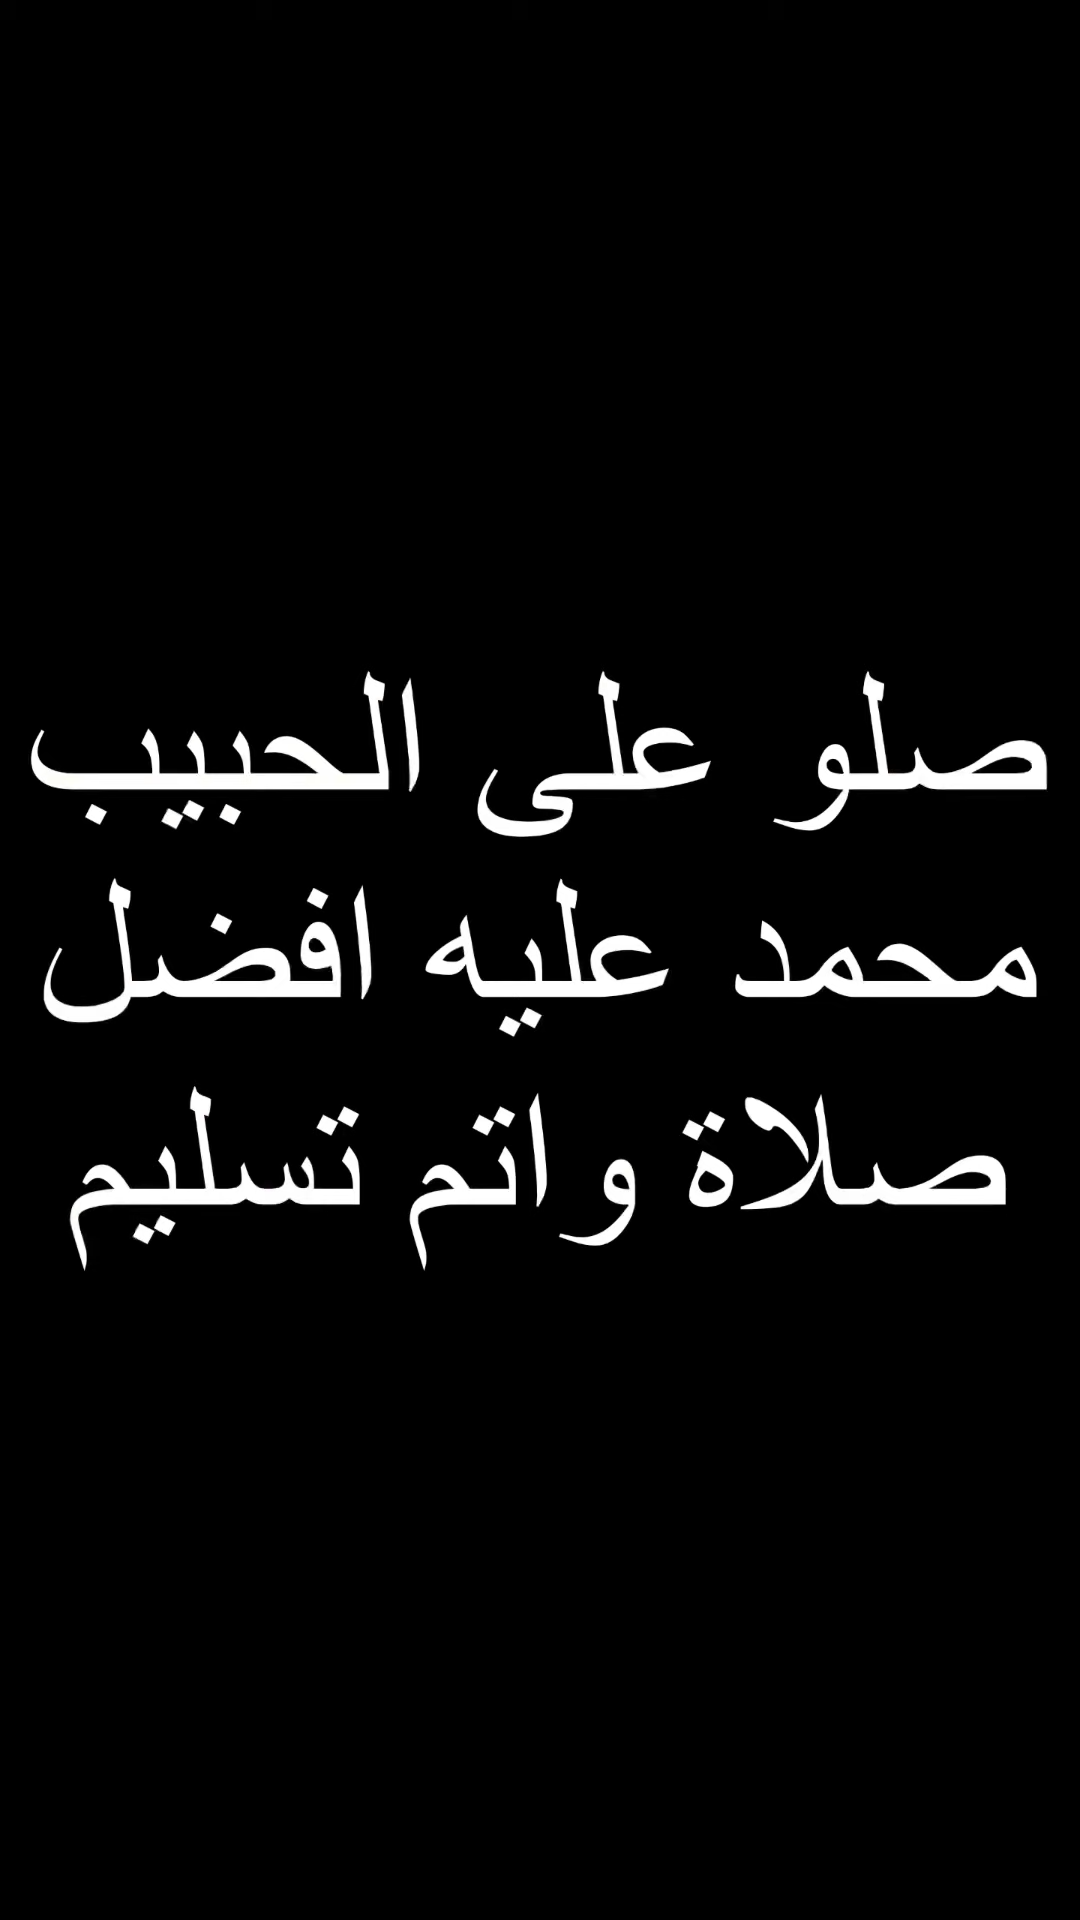 صلو على الحبيب
محمد عليه افضل
صلاة واتم تسليم